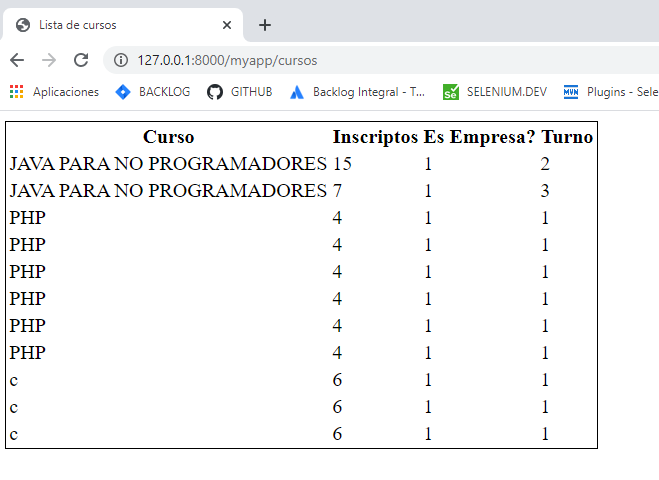 Lista de cursos
127.0.0.1:8000/myapp/cursos
Aplicaciones BACKLOG GITHUB Backlog Integral - T... Se SELENIUM.DEV MVN Plugins - Sele
Curso Inscriptos Es Empresa? Turno
JAVA PARA NO PROGRAMADORES 15 1 2
JAVA PARA NO PROGRAMADORES 7 1 3
PHP 4 1 1
PHP 4 1 1
PHP 4 1 1
PHP 4 1 1
PHP 4 1 1
PHP 4 1 1
c 6 1 1
c 6 1 1
c 6 1 1